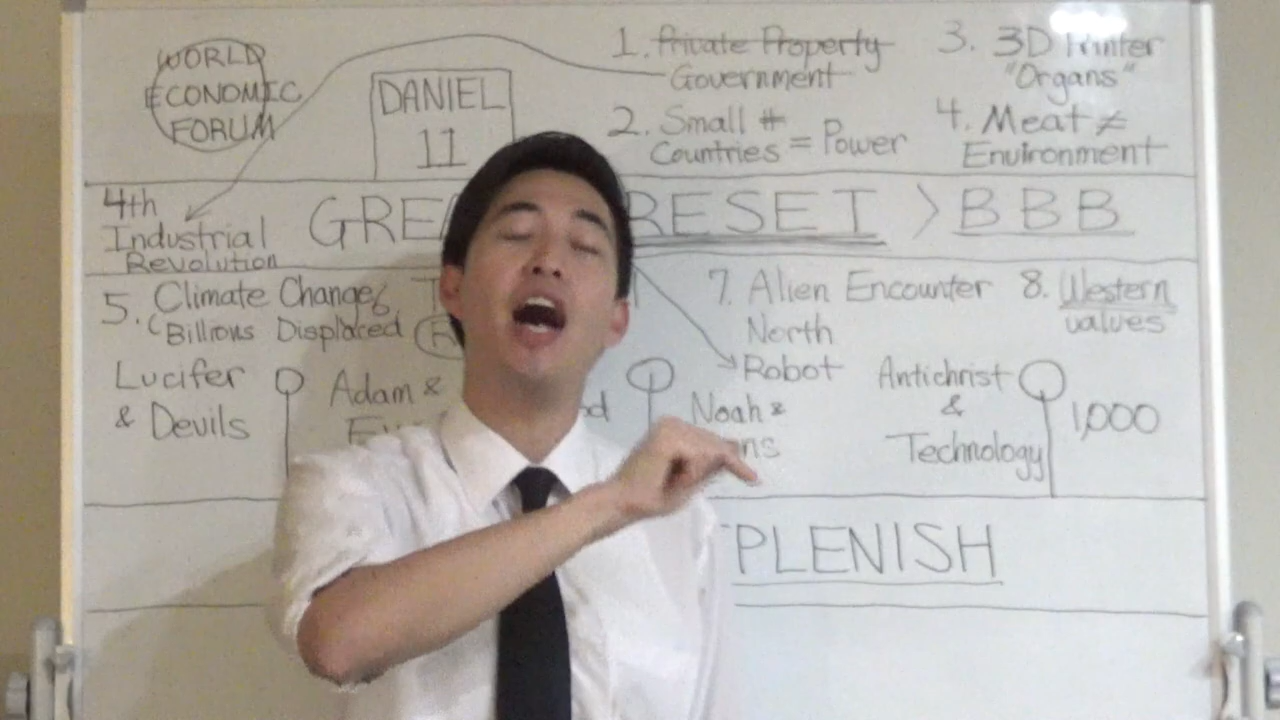 WORLD
ECONOMIC
FORUM
DANIEL
11
1. Private Property
Government
2. Small #
Countries = Power
3. 3D Printer
"Organs"
4. Meat ≠
Environment
4th
Industrial
Revolution
GREA RESET > BBB
5. Climate Change
(Billions Displaced
7. Alien Encounter
North
Robot
8. Western
values
Lucifer
& Devils
Adam &
Noah &
Antichrist
&
Technology
1,000
PLENISH